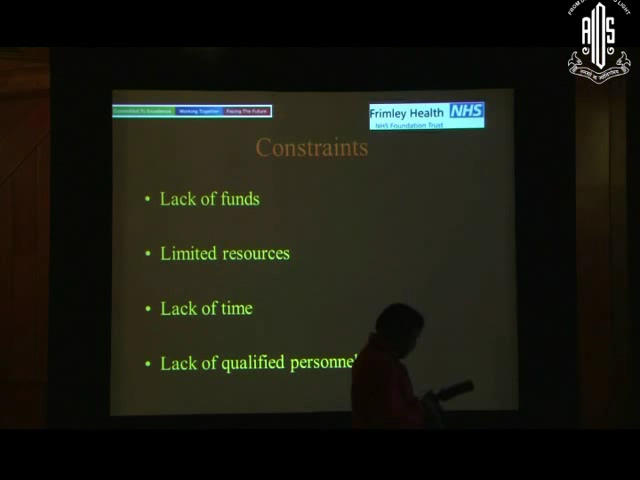 AIOS
Committed To Excellence Working Together Facing The Future
Frimley Health NHS
NHS Foundation Trust
Constraints
• Lack of funds
• Limited resources
• Lack of time
• Lack of qualified personnel